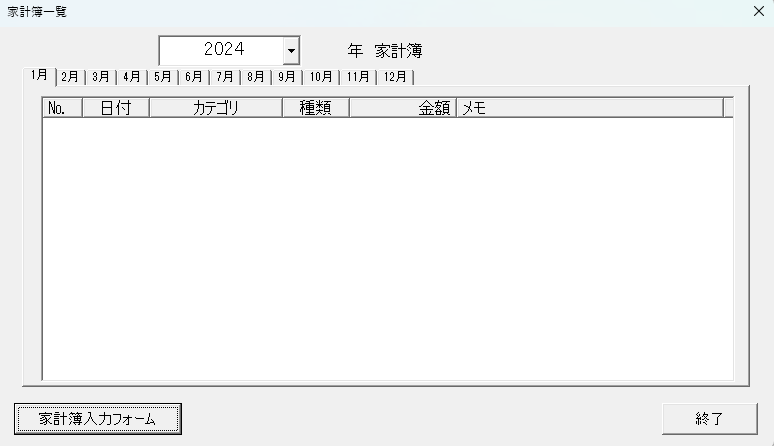 家計簿一覧
2024 年 家計簿
1月 2月 3月 4月 5月 6月 7月 8月 9月 10月 11月 12月
No. 日付 カテゴリ 種類 金額 メモ
家計簿入力フォーム 終了